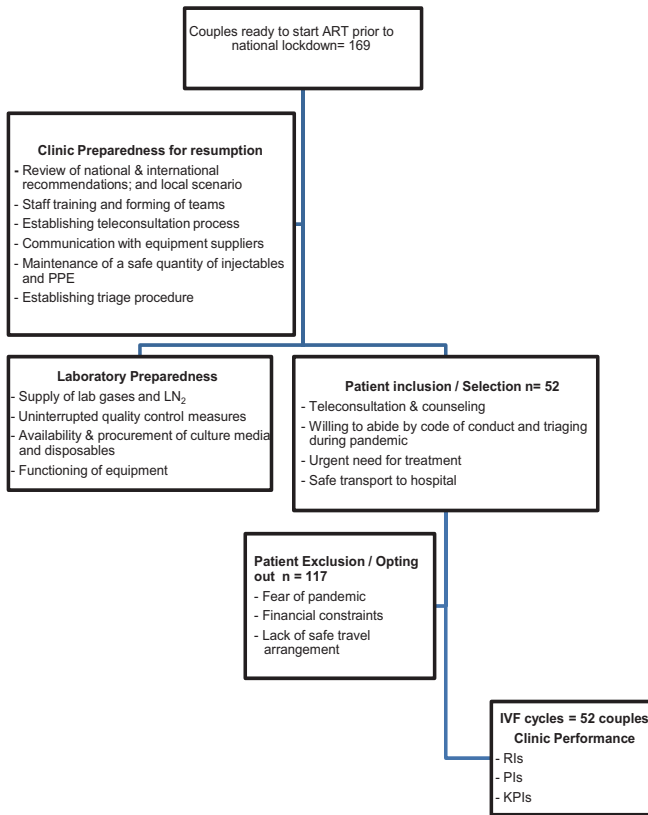 Couples ready to start ART prior to
national lockdown= 169
Clinic Preparedness for resumption
- Review of national & international
recommendations; and local scenario
- Staff training and forming of teams
- Establishing teleconsultation process
- Communication with equipment suppliers
- Maintenance of a safe quantity of injectables
and PPE
- Establishing triage procedure
Laboratory Preparedness
- Supply of lab gases and LN₂
- Uninterrupted quality control measures
- Availability & procurement of culture media
and disposables
- Functioning of equipment
Patient inclusion / Selection n= 52
- Teleconsultation & counseling
- Willing to abide by code of conduct and triaging
during pandemic
- Urgent need for treatment
- Safe transport to hospital
Patient Exclusion / Opting
out n = 117
- Fear of pandemic
- Financial constraints
- Lack of safe travel
arrangement
IVF cycles = 52 couples
Clinic Performance
- RIs
- PIs
- KPIs